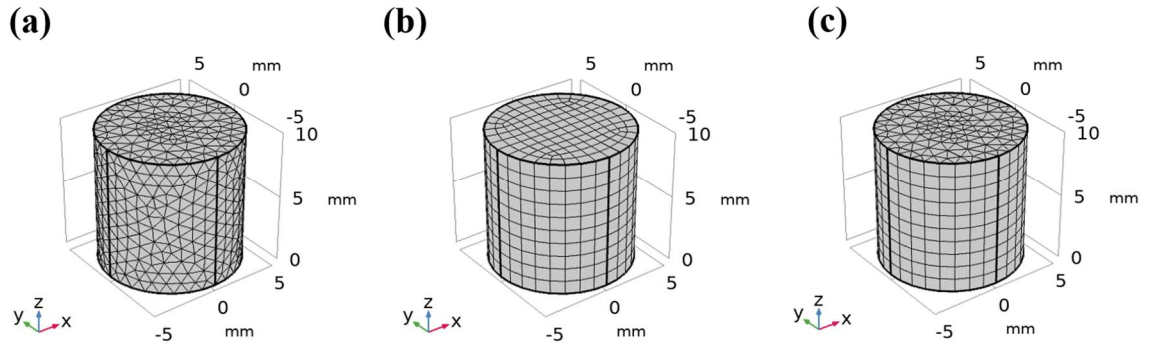 (a) (b) (c)
5 mm 5 mm 5 mm
0 0 0
-5 -5 -5
10 10 10
5 mm 5 mm 5 mm
0 0 0
5 5 5
z z z
y x 0 y x 0 y x 0
-5 mm -5 mm -5 mm